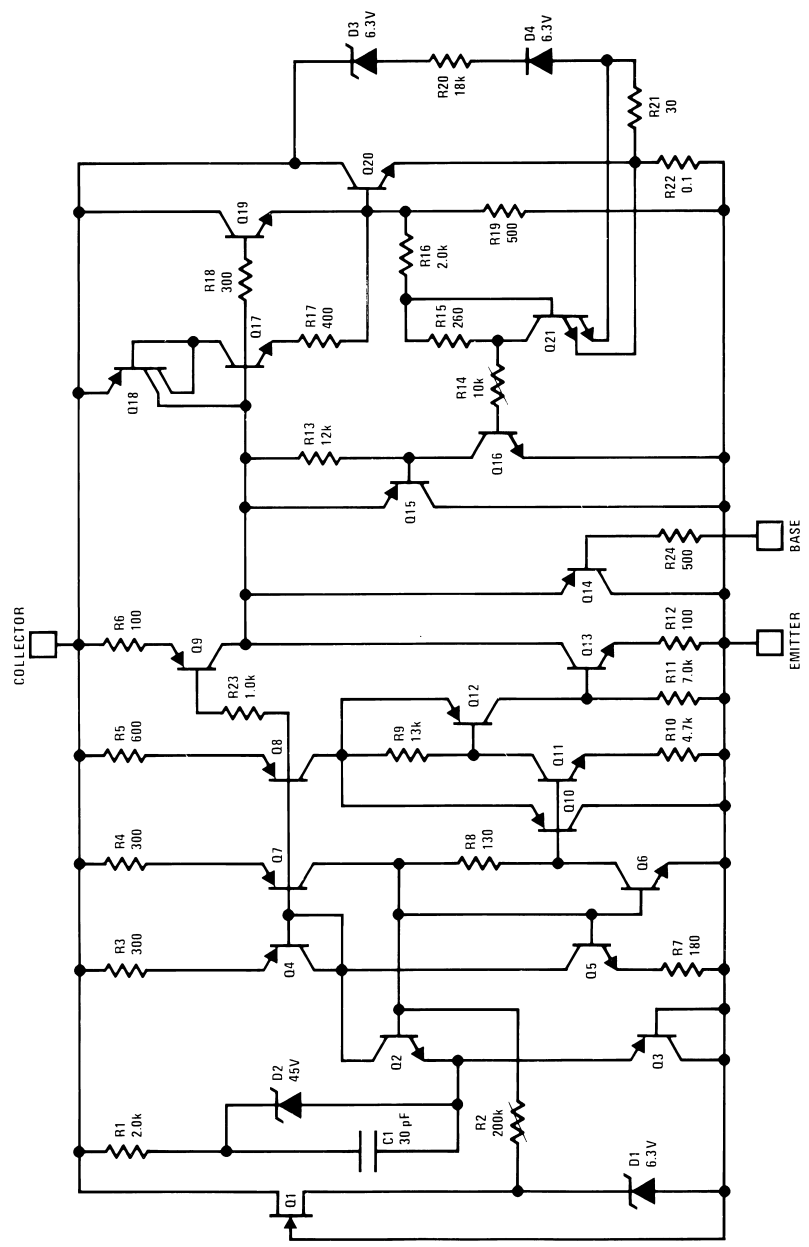 COLLECTOR
D3
6.3V
R20
18k
D4
6.3V
R21
30
Q20
R22
0.1
Q19
R18
300
R16
2.0k
R19
500
Q17
R17
400
R15
260
Q21
Q18
R14
10k
R13
12k
Q16
Q15
Q14
R24
500
BASE
R6
100
Q9
R23
1.0k
Q13
R12
100
EMITTER
R5
600
Q8
Q12
R9
13k
R11
7.0k
Q11
R10
4.7k
Q10
R4
300
Q7
R8
130
Q6
R3
300
Q4
Q5
R7
180
Q2
Q3
D2
45V
R1
2.0k
C1
30 pF
R2
200k
Q1
D1
6.3V